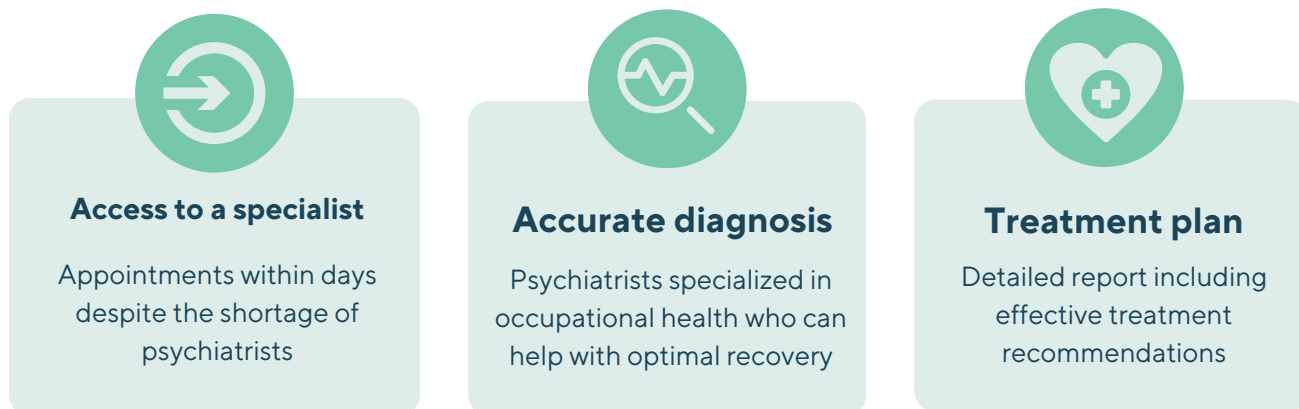 Access to a specialist
Appointments within days
despite the shortage of
psychiatrists
Accurate diagnosis
Psychiatrists specialized in
occupational health who can
help with optimal recovery
Treatment plan
Detailed report including
effective treatment
recommendations